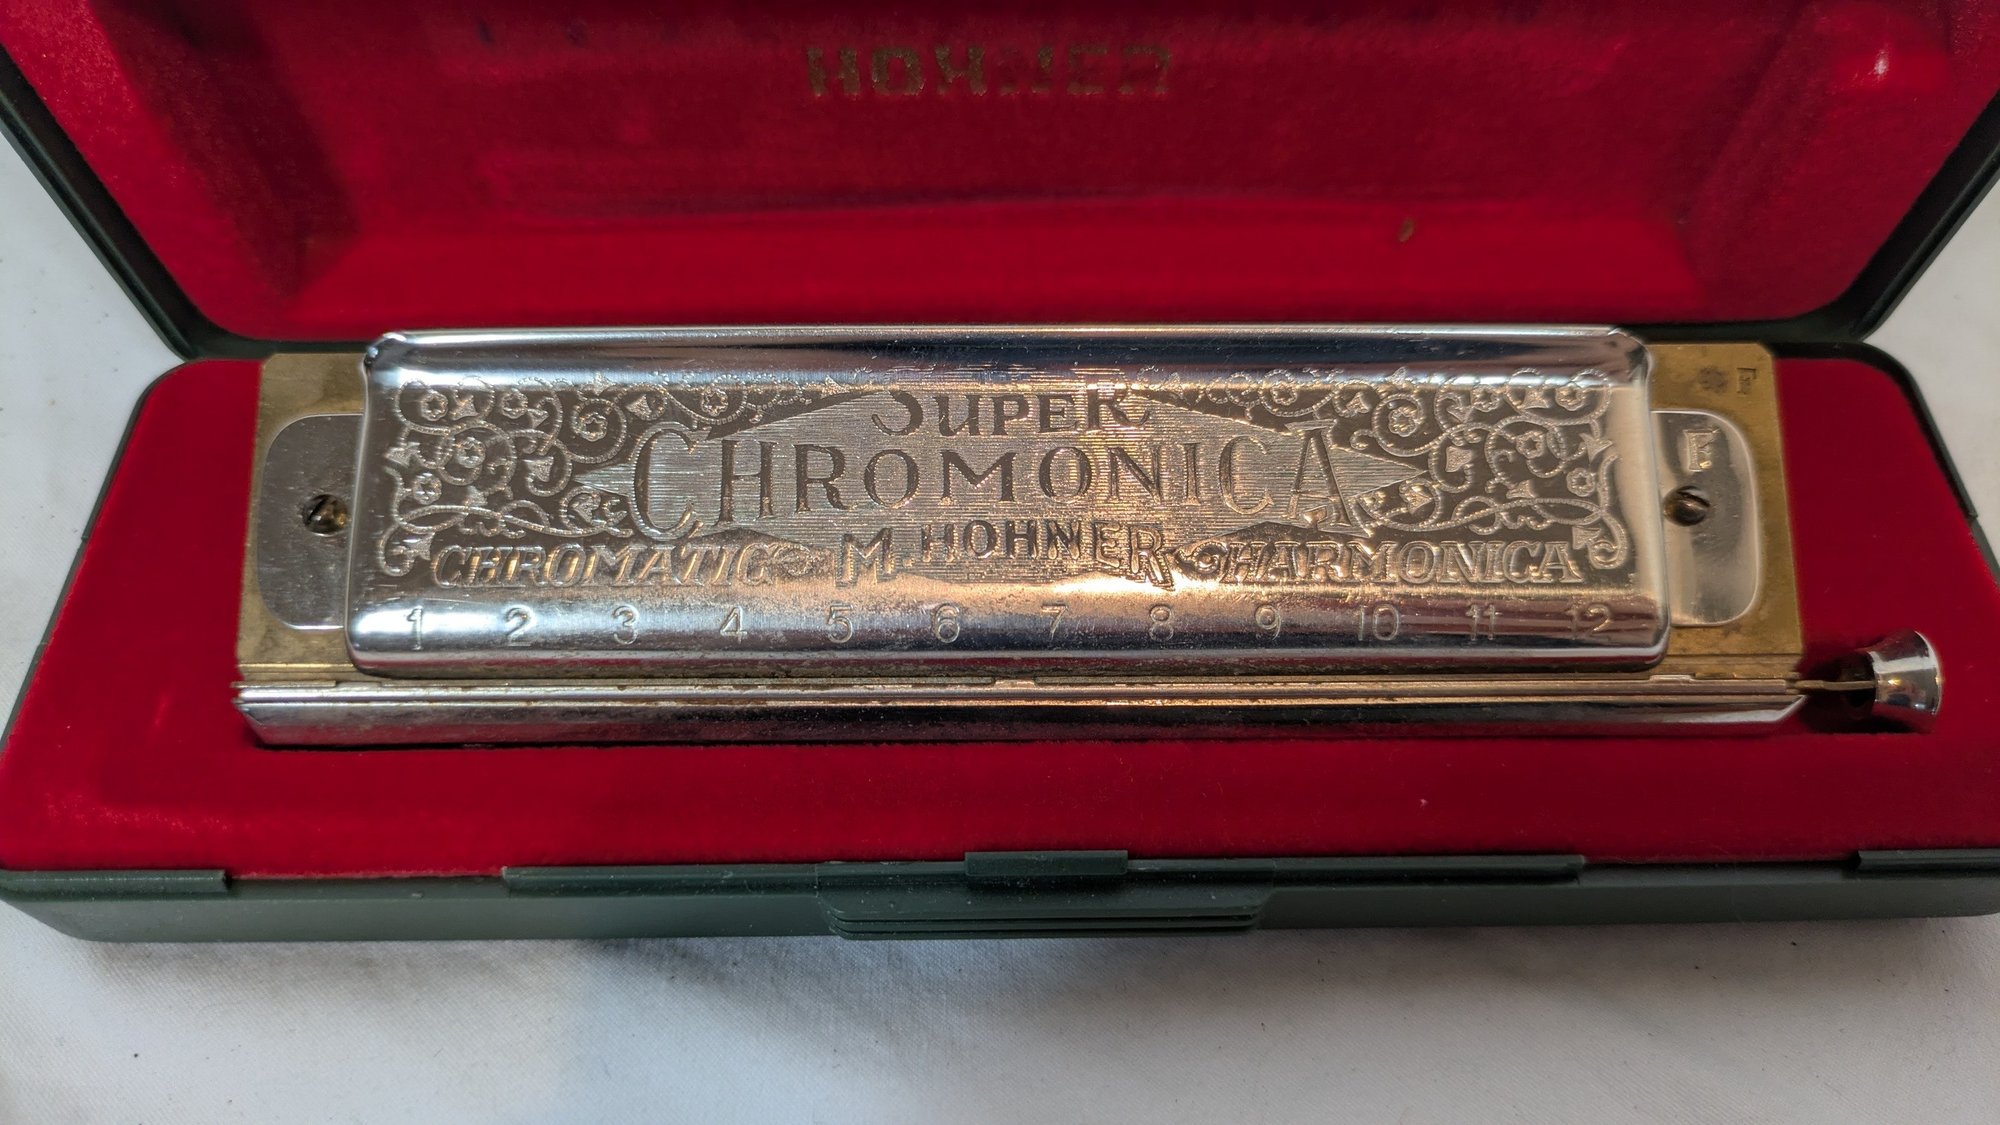 HOHNER
SUPER
CHROMONICA
CHROMATIC M. HOHNER HARMONICA
1 2 3 4 5 6 7 8 9 10 11 12
E
E